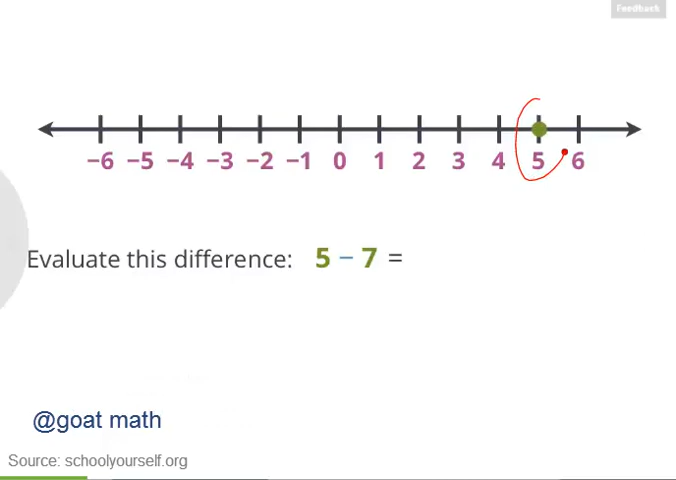 Feedback
−6 −5 −4 −3 −2 −1 0 1 2 3 4 5 6
Evaluate this difference: 5 − 7 =
@goat math
Source: schoolyourself.org